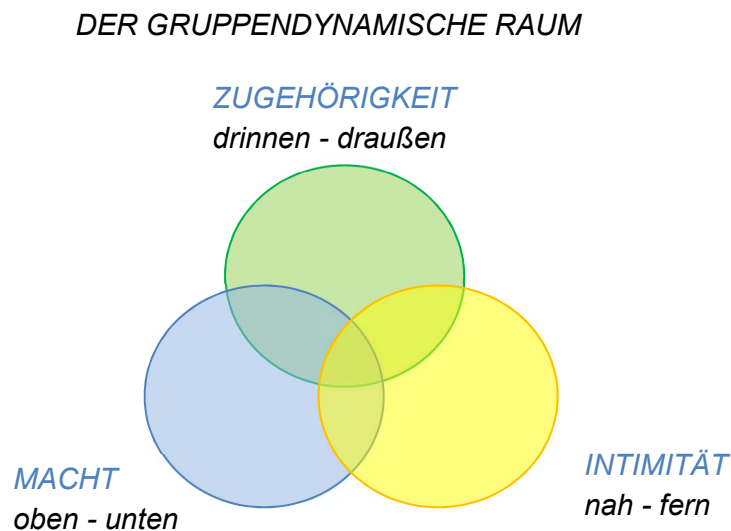 DER GRUPPENDYNAMISCHE RAUM
ZUGEHÖRIGKEIT
drinnen - draußen
MACHT
oben - unten
INTIMITÄT
nah - fern